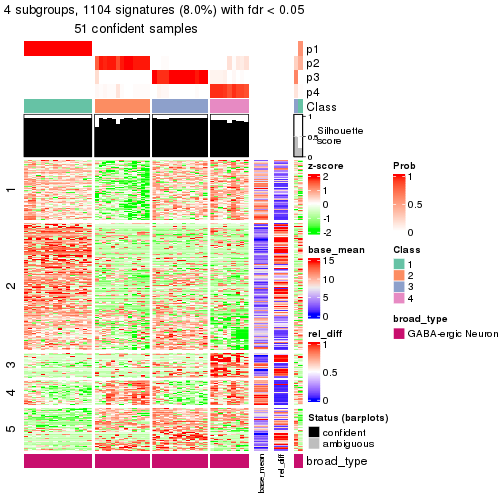 4 subgroups, 1104 signatures (8.0%) with fdr < 0.05
51 confident samples
p1
p2
p3
p4
Class
1
0.5
0
Silhouette
score
1
2
3
4
5
z-score
2
1
0
-1
-2
base_mean
15
10
5
0
rel_diff
1
0.5
0
Status (barplots)
confident
ambiguous
Prob
1
0.5
0
Class
1
2
3
4
broad_type
GABA-ergic Neuron
base_mean
rel_diff
broad_type